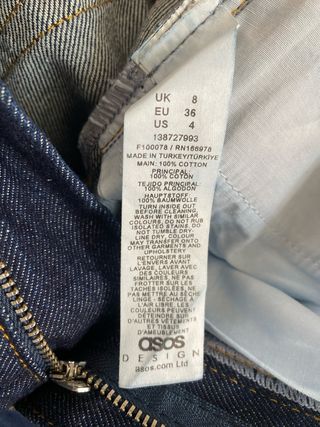 UK 8
EU 36
US 4
138727993
F100078 / RN166978
MADE IN TURKEY/TÜRKİYE
MAIN: 100% COTTON
PRINCIPAL:
100% COTON
TEJIDO PRINCIPAL:
100% ALGODON
HAUPTSTOFF:
100% BAUMWOLLE
TURN INSIDE OUT
BEFORE CLEANING.
WASH WITH SIMILAR
COLOURS, DO NOT RUB
ISOLATED STAINS, DO
NOT TUMBLE DRY-
LINE DRY, COLOUR
MAY TRANSFER ONTO
OTHER GARMENTS AND
UPHOLSTERY
RETOURNER SUR
L'ENVERS AVANT
LAVAGE, LAVER AVEC
DES COULEURS
SIMILAIRES, NE PAS
FROTTER SUR LES
TACHES ISOLÉES, NE
PAS METTRE AU SÈCHE
LINGE - SÉCHAGE À
L'AIR LIBRE, LES
COULEURS PEUVENT
DÉTEINDRE SUR
D'AUTRES TISSUS
D'AMEUBLEMENT
asos
DESIGN
asos.com Ltd